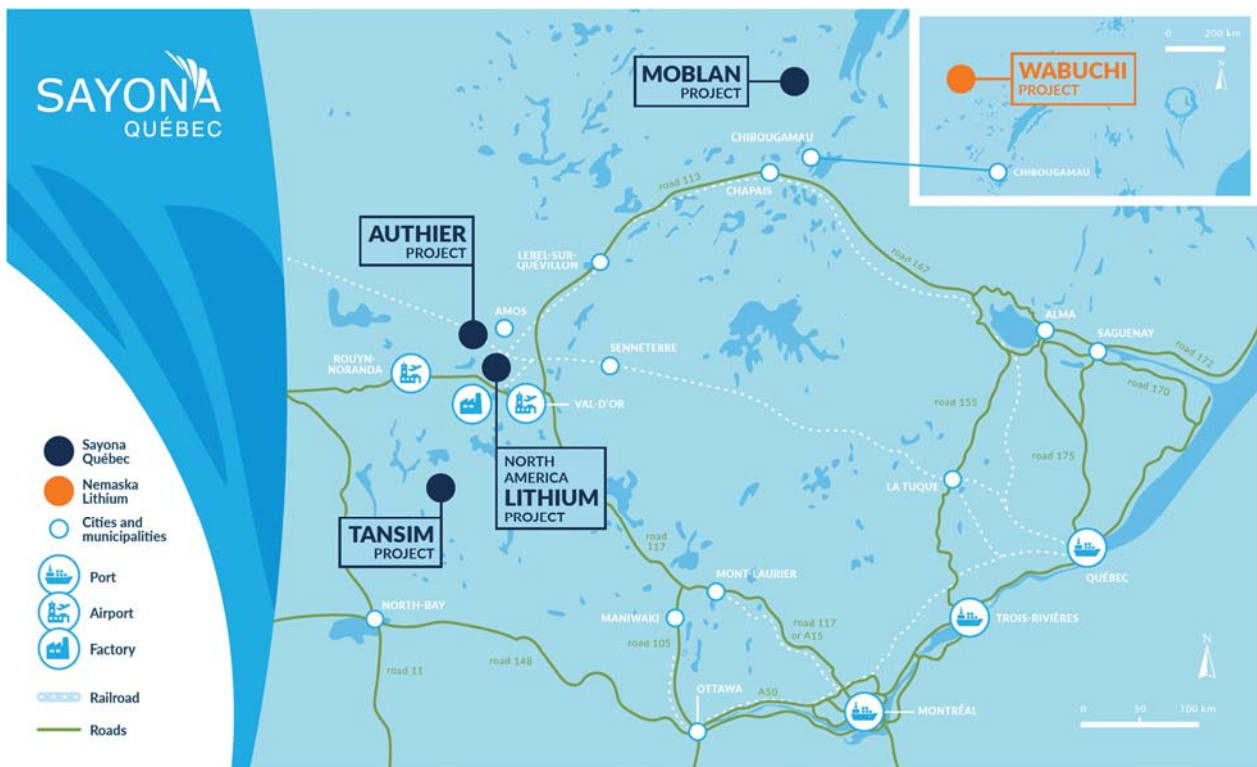 SAYONA
QUÉBEC
MOBLAN
PROJECT
WABUCHI
PROJECT
0 200 km
N
CHIBOUGAMAU
CHIBOUGAMAU
CHAPAIS
road 113
AUTHIER
PROJECT
LEBEL-SUR-
QUÉVILLON
road 167
AMOS
ALMA
SAGUENAY
SENNETERRE
ROUYN-
NORANDA
road 172
road 170
VAL-D'OR
road 155
road 175
NORTH
AMERICA
LITHIUM
PROJECT
LA TUQUE
TANSIM
PROJECT
road
117
QUÉBEC
MONT-LAURIER
NORTH-BAY
MANIWAKI
TROIS-RIVIÈRES
road 117
or A15
road 105
road 148
road 11
N
OTTAWA
A50
MONTRÉAL
0 50 100 km
Sayona
Québec
Nemaska
Lithium
Cities and
municipalities
Port
Airport
Factory
Railroad
Roads